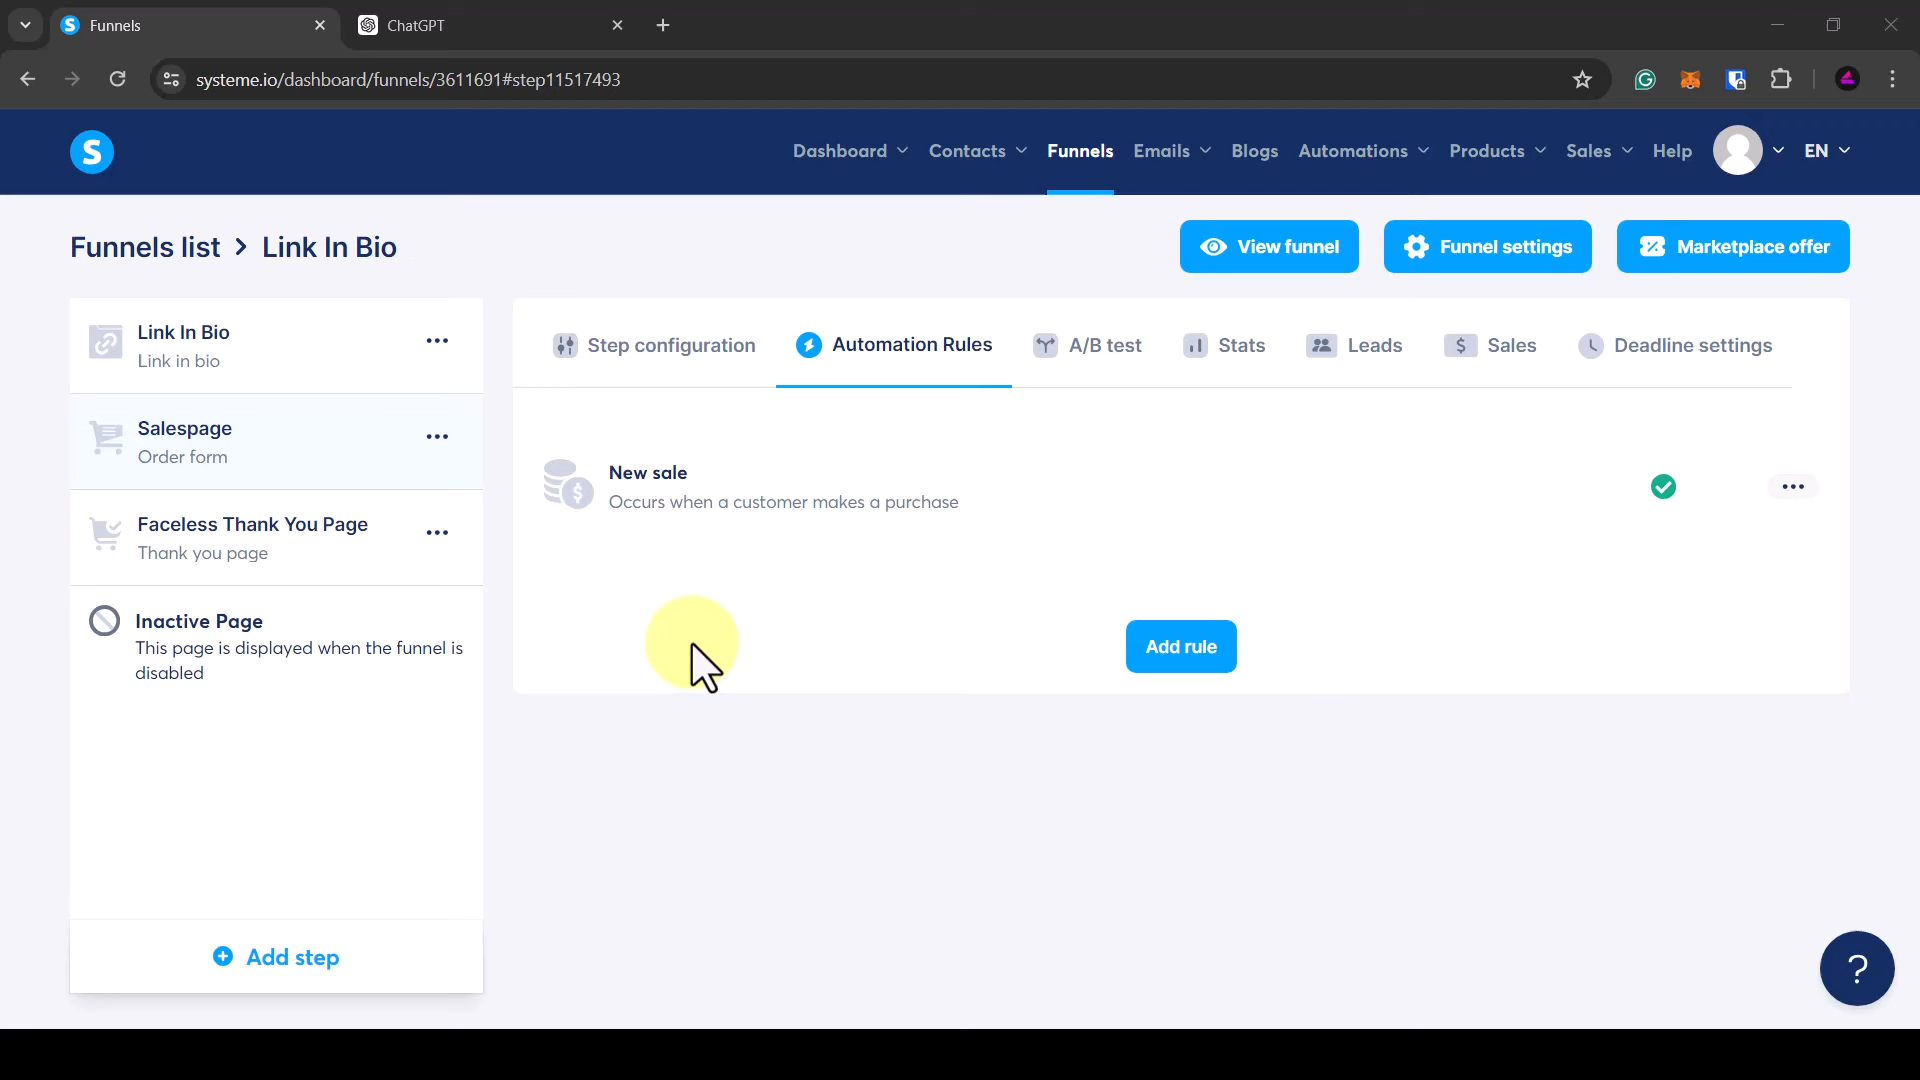 Funnels
ChatGPT
systeme.io/dashboard/funnels/3611691#step11517493
S
Dashboard
Contacts
Funnels
Emails
Blogs
Automations
Products
Sales
Help
EN
Funnels list > Link In Bio
View funnel
Funnel settings
Marketplace offer
Link In Bio
Link in bio
Salespage
Order form
Faceless Thank You Page
Thank you page
Inactive Page
This page is displayed when the funnel is
disabled
Add step
Step configuration
Automation Rules
A/B test
Stats
Leads
Sales
Deadline settings
New sale
Occurs when a customer makes a purchase
Add rule
?